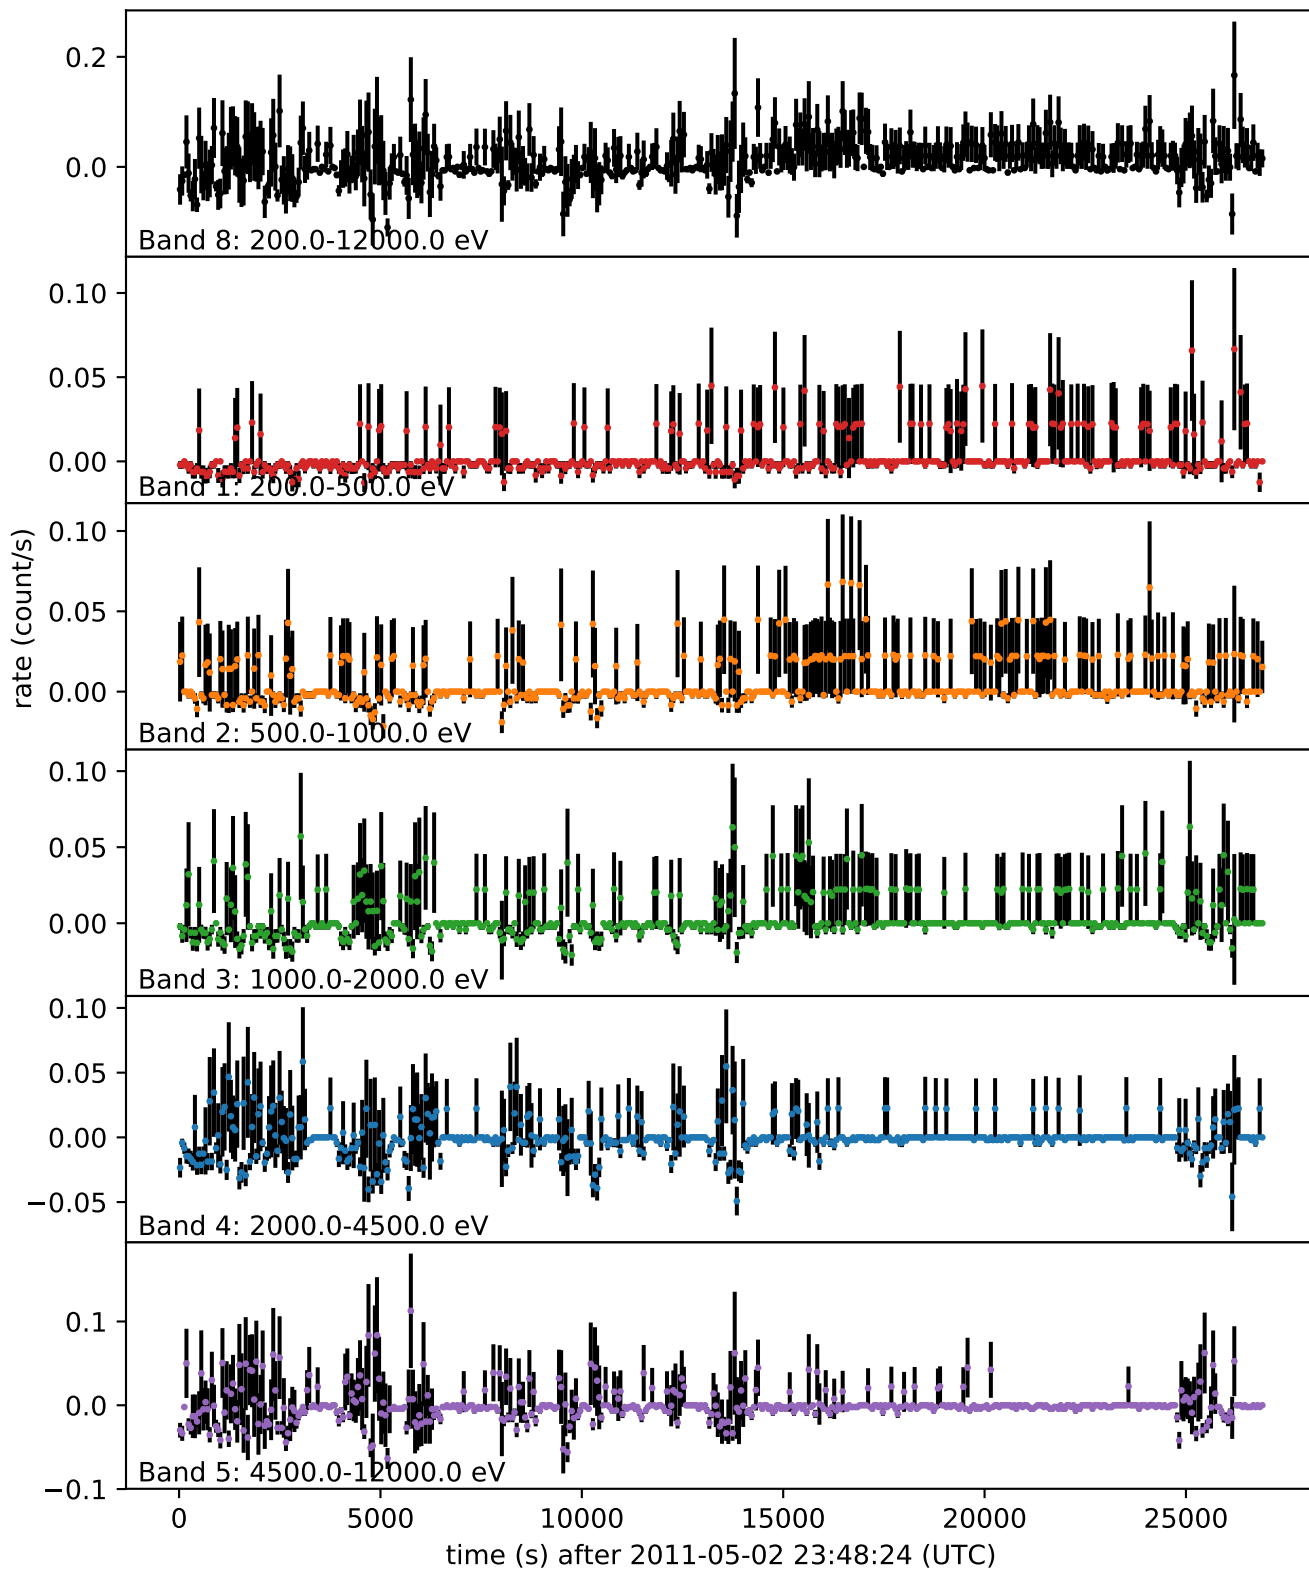 0.2
0.0
Band 8: 200.0-12000.0 eV
0.10
0.05
0.00
Band 1: 200.0-500.0 eV
0.10
0.05
0.00
Band 2: 500.0-1000.0 eV
rate (count/s)
0.10
0.05
0.00
Band 3: 1000.0-2000.0 eV
0.10
0.05
0.00
−0.05
Band 4: 2000.0-4500.0 eV
0.1
0.0
−0.1
Band 5: 4500.0-12000.0 eV
0 5000 10000 15000 20000 25000
time (s) after 2011-05-02 23:48:24 (UTC)